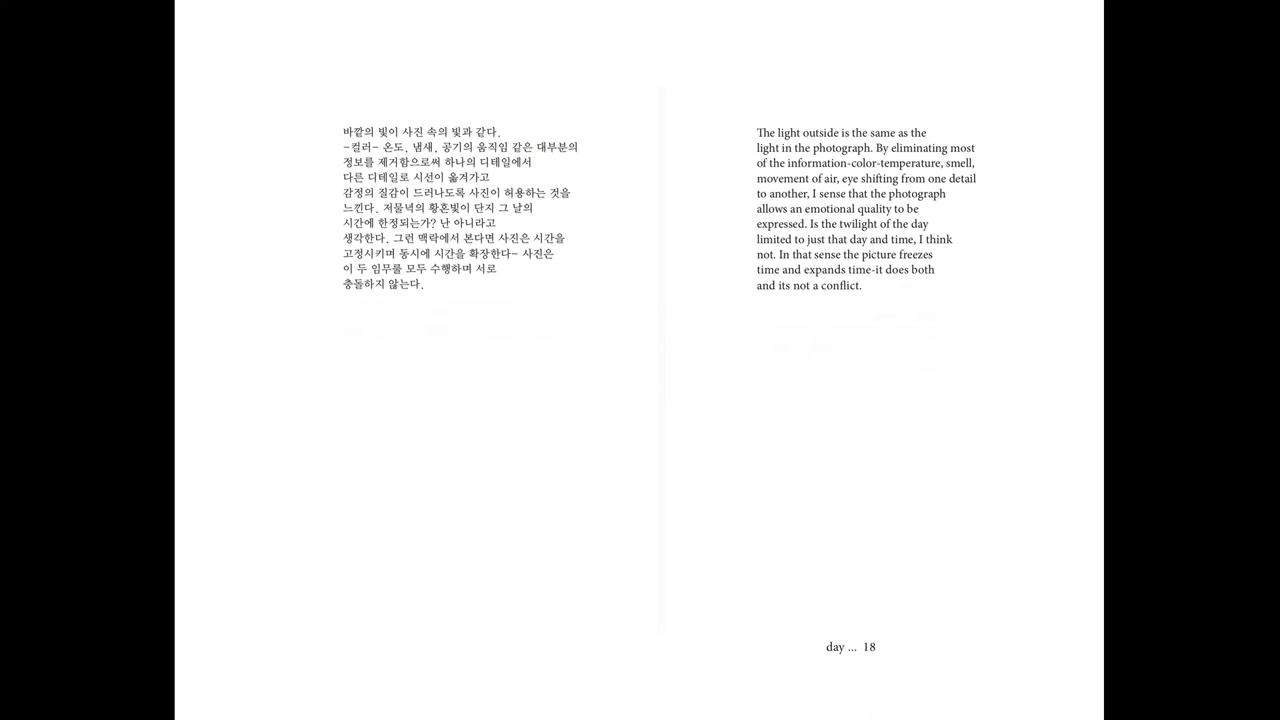 바깥의 빛이 사진 속의 빛과 같다.
-컬러- 온도, 냄새, 공기의 움직임 같은 대부분의
정보를 제거함으로써 하나의 디테일에서
다른 디테일로 시선이 옮겨가고
감정의 질감이 드러나도록 사진이 허용하는 것을
느낀다. 저물녘의 황혼빛이 단지 그 날의
시간에 한정되는가? 난 아니라고
생각한다. 그런 맥락에서 본다면 사진은 시간을
고정시키며 동시에 시간을 확장한다- 사진은
이 두 임무를 모두 수행하며 서로
충돌하지 않는다.
The light outside is the same as the
light in the photograph. By eliminating most
of the information-color-temperature, smell,
movement of air, eye shifting from one detail
to another, I sense that the photograph
allows an emotional quality to be
expressed. Is the twilight of the day
limited to just that day and time, I think
not. In that sense the picture freezes
time and expands time-it does both
and its not a conflict.
day ... 18